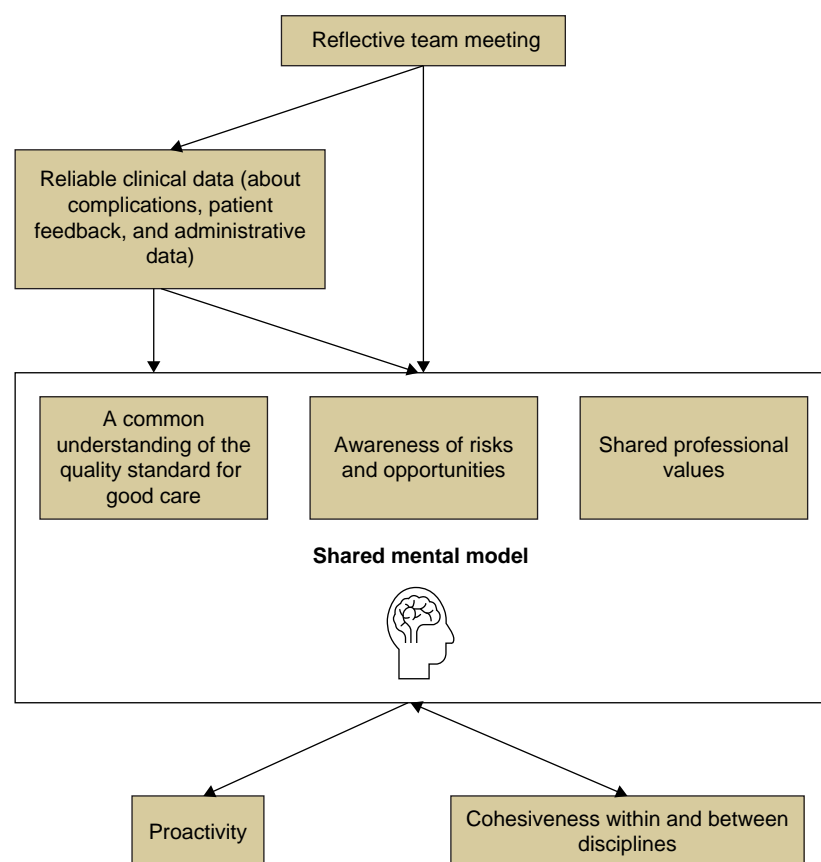 Reflective team meeting
Reliable clinical data (about
complications, patient
feedback, and administrative
data)
A common
understanding of the
quality standard for
good care
Awareness of risks
and opportunities
Shared professional
values
Shared mental model
Proactivity
Cohesiveness within and between
disciplines